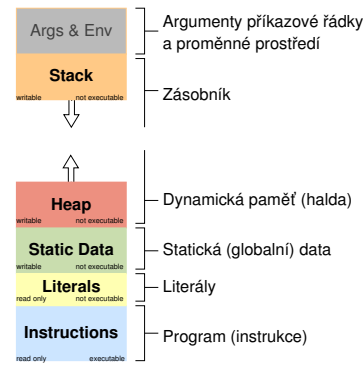 Args & Env
Argumenty příkazové řádky
a proměnné prostředí
Stack
writable not executable
Zásobník
Heap
writable not executable
Dynamická paměť (halda)
Static Data
writable not executable
Statická (globalní) data
Literals
read only not executable
Literály
Instructions
read only executable
Program (instrukce)